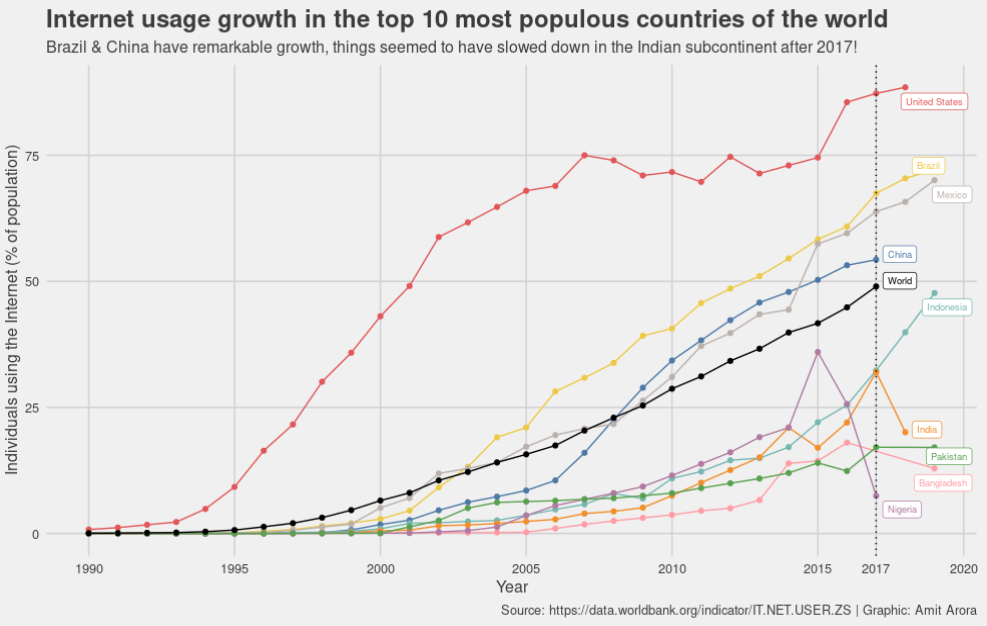 Internet usage growth in the top 10 most populous countries of the world
Brazil & China have remarkable growth, things seemed to have slowed down in the Indian subcontinent after 2017!
Individuals using the Internet (% of population)
75
50
25
0
United States
Brazil
Mexico
China
World
Indonesia
India
Pakistan
Bangladesh
Nigeria
1990 1995 2000 2005 2010 2015 2017 2020
Year
Source: https://data.worldbank.org/indicator/IT.NET.USER.ZS | Graphic: Amit Arora